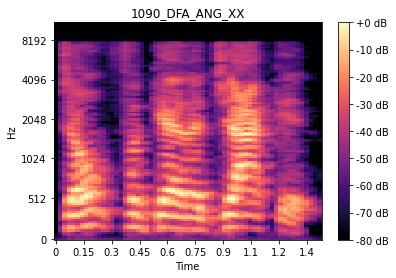 1090_DFA_ANG_XX
Hz
8192
4096
2048
1024
512
0
0 0.15 0.3 0.45 0.6 0.75 0.9 1.1 1.2 1.4
Time
+0 dB
-10 dB
-20 dB
-30 dB
-40 dB
-50 dB
-60 dB
-70 dB
-80 dB